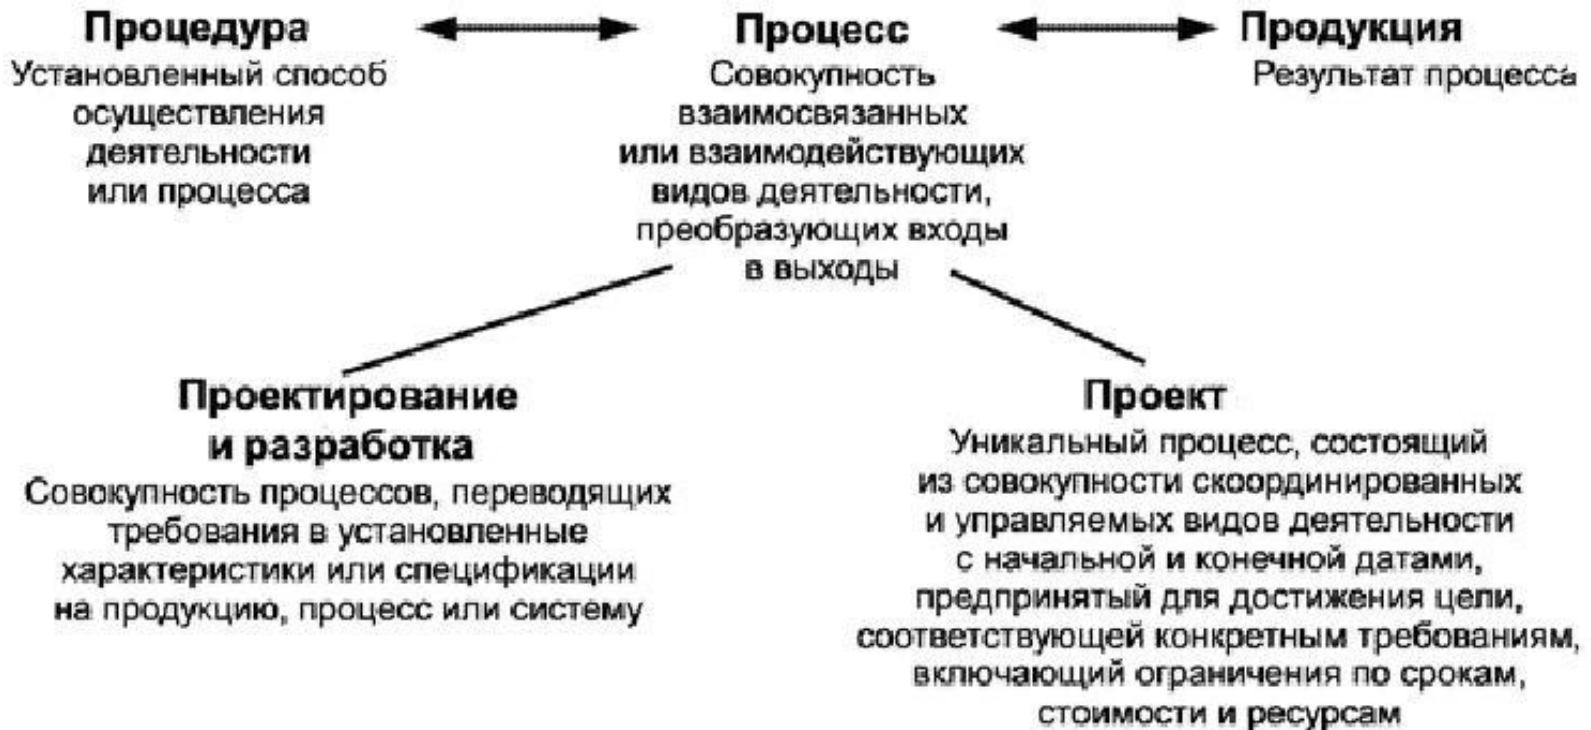 Процедура
Установленный способ
осуществления
деятельности
или процесса
Процесс
Совокупность
взаимосвязанных
или взаимодействующих
видов деятельности,
преобразующих входы
в выходы
Продукция
Результат процесса
Проектирование
и разработка
Совокупность процессов, переводящих
требования в установленные
характеристики или спецификации
на продукцию, процесс или систему
Проект
Уникальный процесс, состоящий
из совокупности скоординированных
и управляемых видов деятельности
с начальной и конечной датами,
предпринятый для достижения цели,
соответствующей конкретным требованиям,
включающий ограничения по срокам,
стоимости и ресурсам